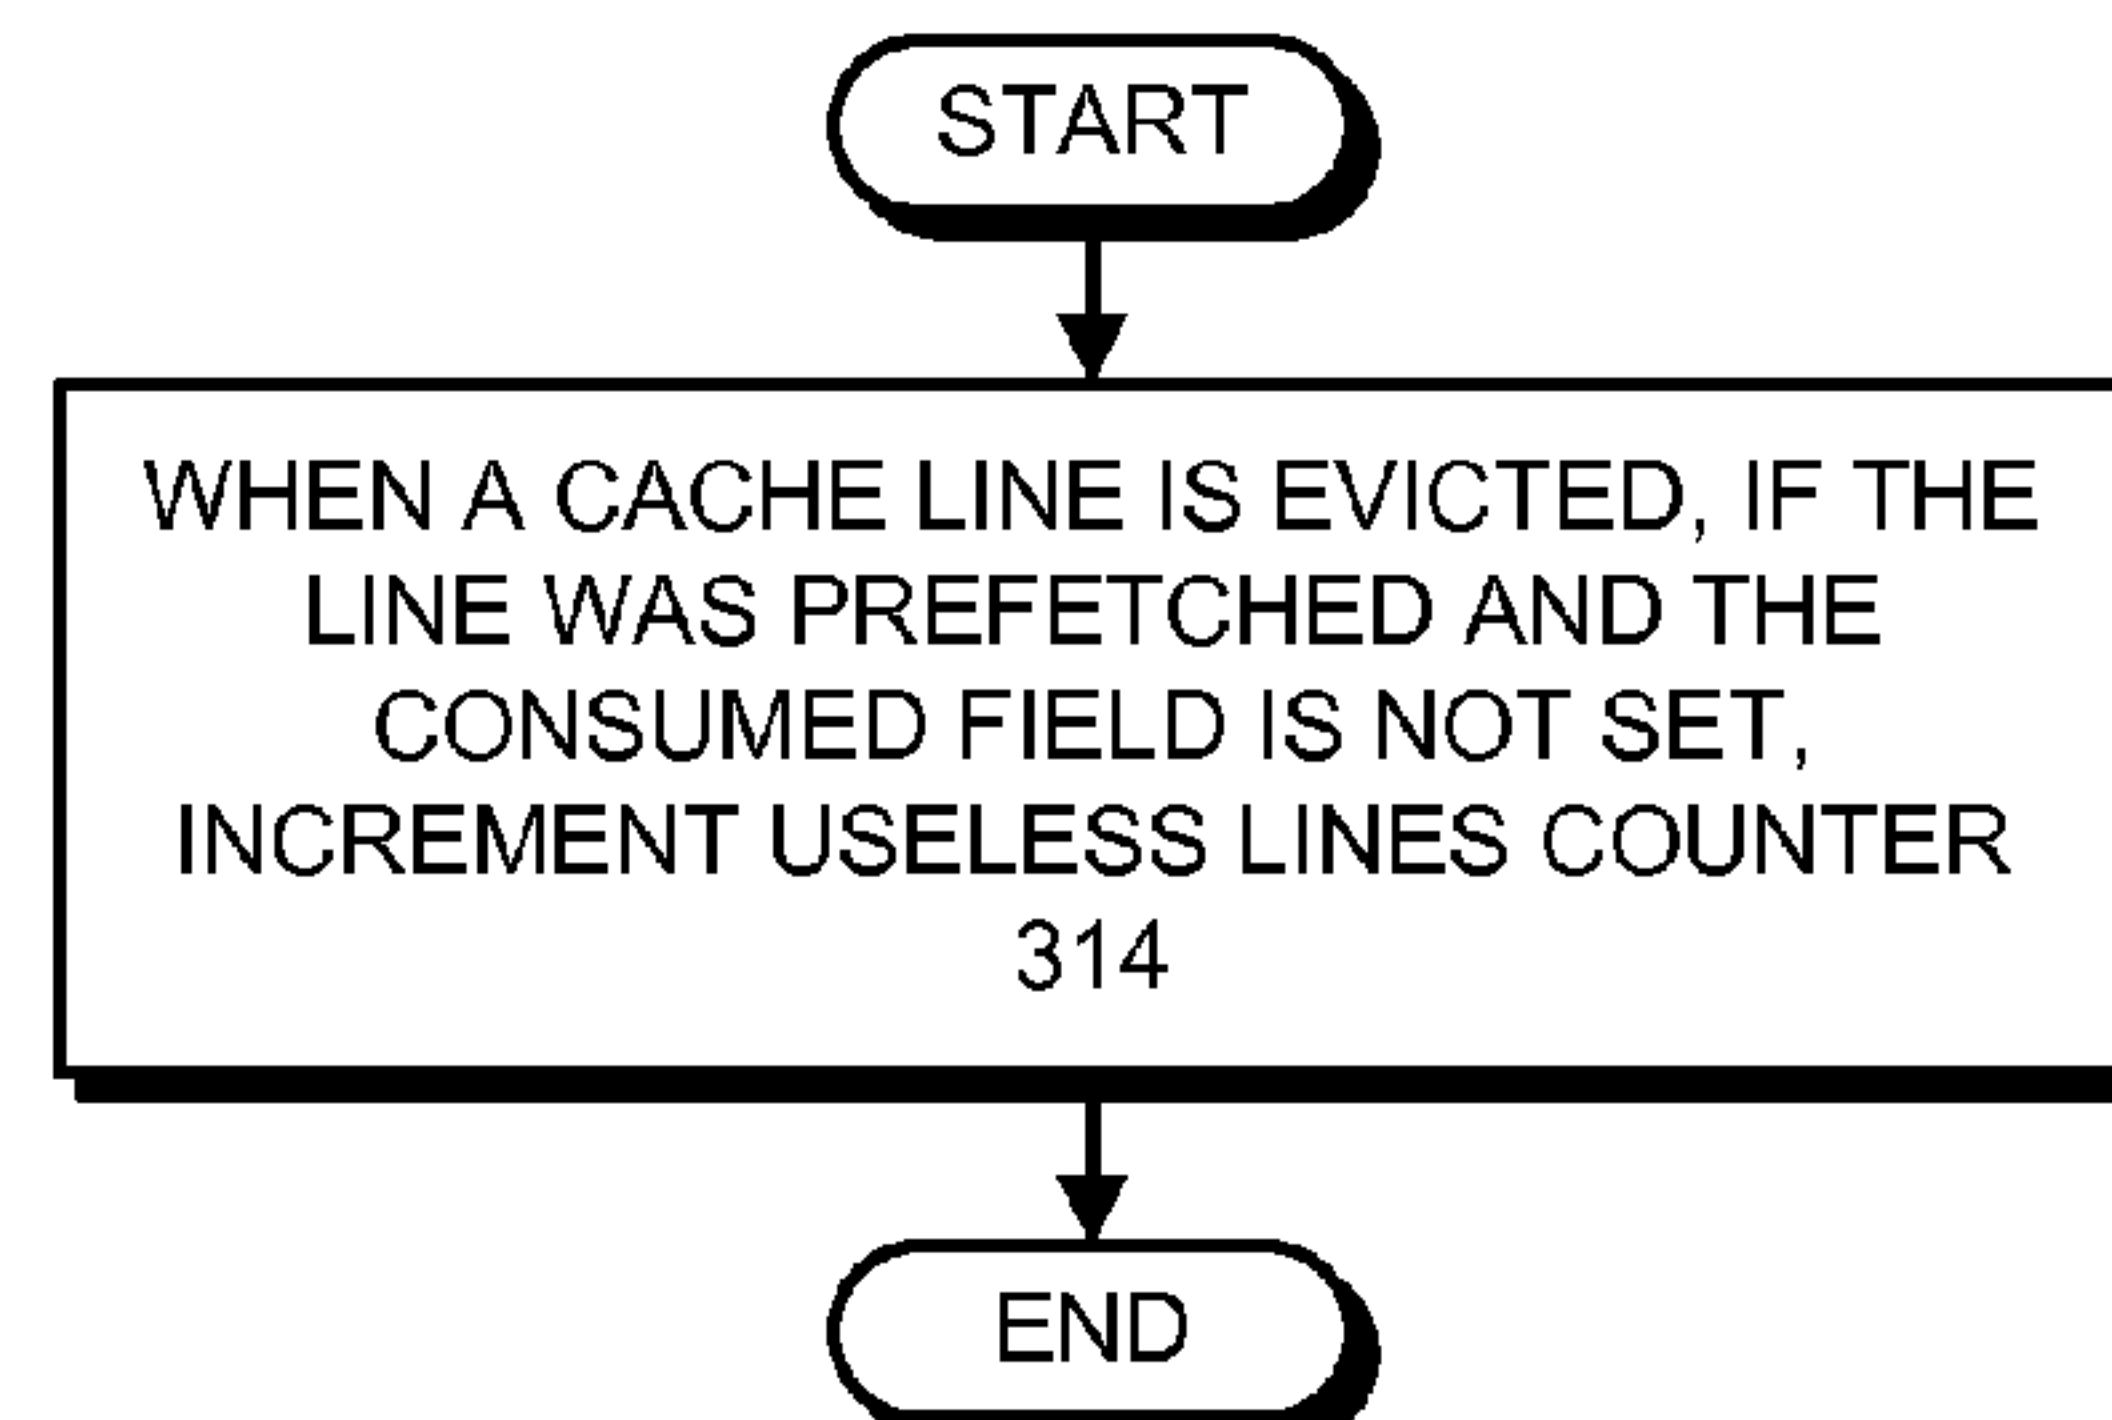 START
WHEN A CACHE LINE IS EVICTED, IF THE
LINE WAS PREFETCHED AND THE
CONSUMED FIELD IS NOT SET,
INCREMENT USELESS LINES COUNTER
314
END